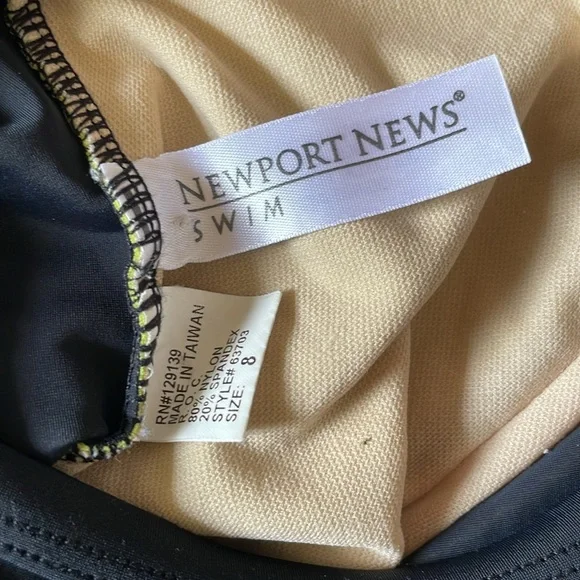 NEWPORT NEWS®
SWIM
RN#129139
MADE IN TAIWAN
R. O. C.
80% NYLON
20% SPANDEX
STYLE# 63703
SIZE: 8